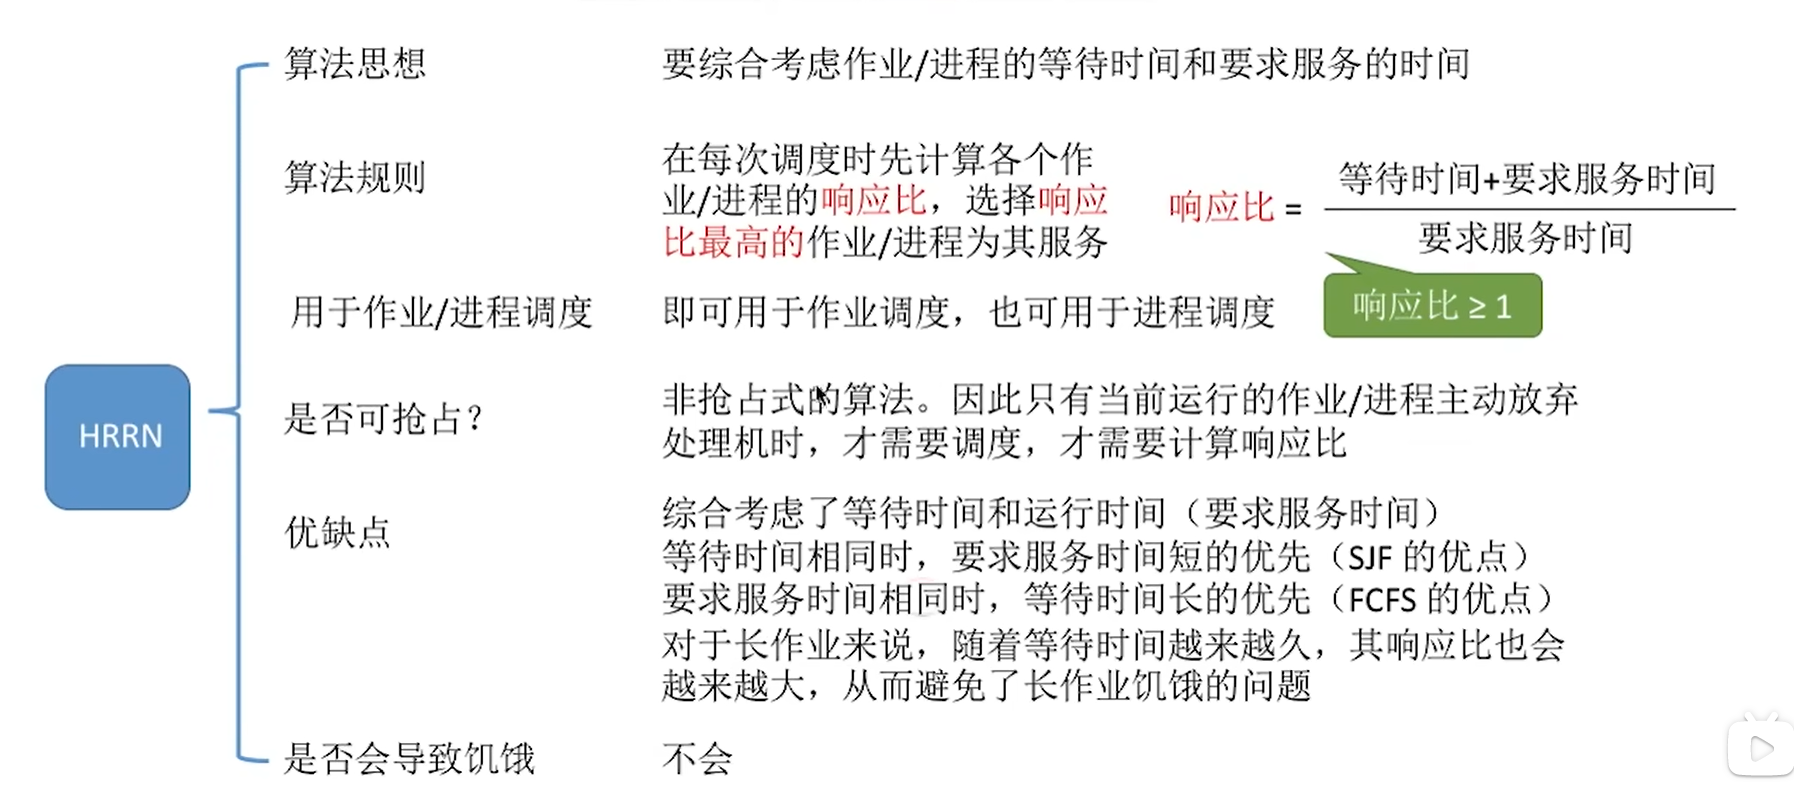 算法思想
要综合考虑作业/进程的等待时间和要求服务的时间
算法规则
在每次调度时先计算各个作
业/进程的响应比，选择响应
比最高的作业/进程为其服务
响应比 =
等待时间+要求服务时间
要求服务时间
响应比 ≥ 1
用于作业/进程调度
即可用于作业调度，也可用于进程调度
HRRN
是否可抢占？
非抢占式的算法。因此只有当前运行的作业/进程主动放弃
处理机时，才需要调度，才需要计算响应比
优缺点
综合考虑了等待时间和运行时间（要求服务时间）
等待时间相同时，要求服务时间短的优先（SJF 的优点）
要求服务时间相同时，等待时间长的优先（FCFS 的优点）
对于长作业来说，随着等待时间越来越久，其响应比也会
越来越大，从而避免了长作业饥饿的问题
是否会导致饥饿
不会